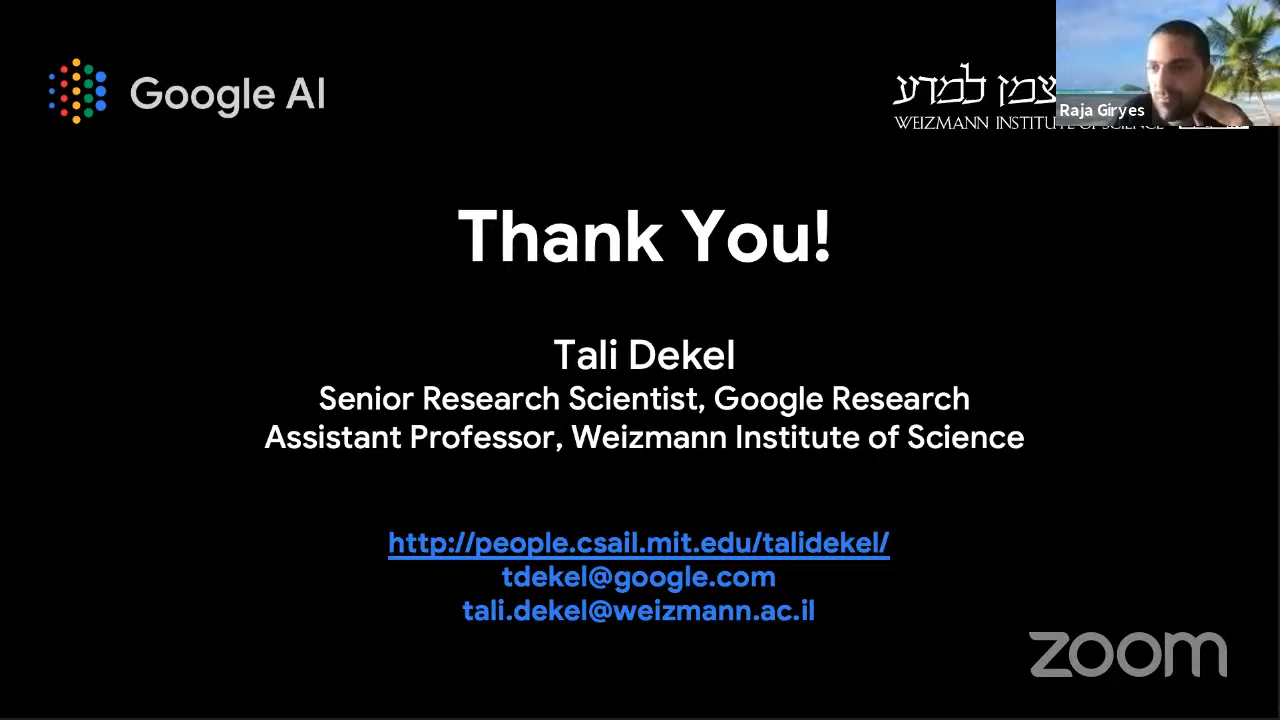 Google AI
למדע
WEIZMANN INSTITUTE OF SCIENCE
Raja Giryes
Thank You!
Tali Dekel
Senior Research Scientist, Google Research
Assistant Professor, Weizmann Institute of Science
http://people.csail.mit.edu/talidekel/
tdekel@google.com
tali.dekel@weizmann.ac.il
zoom